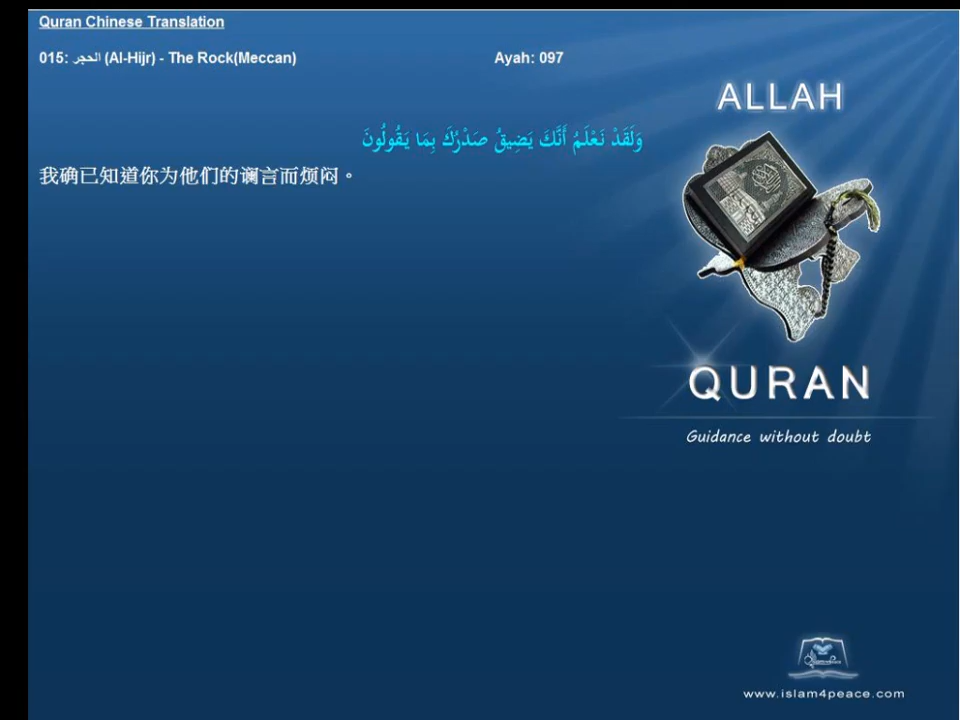 Quran Chinese Translation
015: الحجر (Al-Hijr) - The Rock(Meccan) Ayah: 097
ALLAH
وَلَقَدْ نَعْلَمُ أَنَّكَ يَضِيقُ صَدْرُكَ بِمَا يَقُولُونَ
我确已知道你为他们的谰言而烦闷。
QURAN
Guidance without doubt
www.islam4peace.com